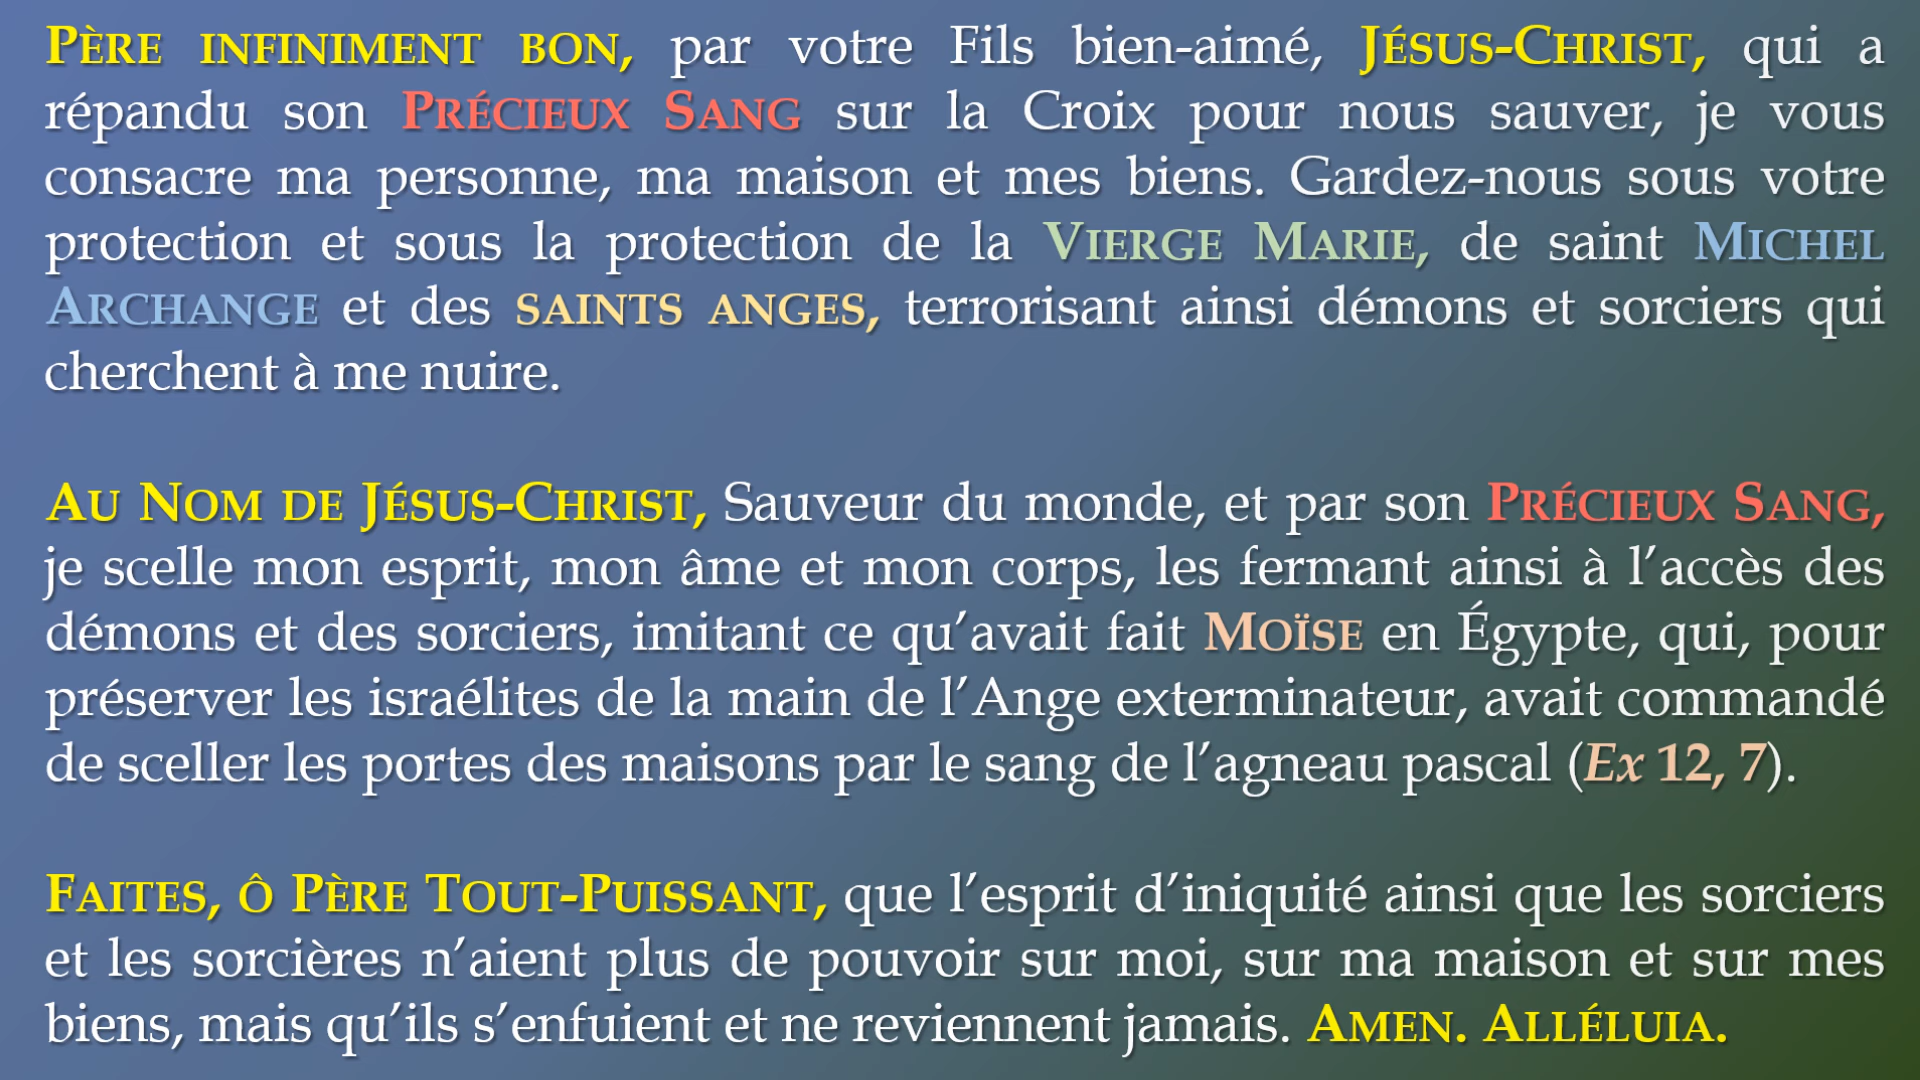 PÈRE INFINIMENT BON, par votre Fils bien-aimé, JÉSUS-CHRIST, qui a
répandu son PRÉCIEUX SANG sur la Croix pour nous sauver, je vous
consacre ma personne, ma maison et mes biens. Gardez-nous sous votre
protection et sous la protection de la VIERGE MARIE, de saint MICHEL
ARCHANGE et des SAINTS ANGES, terrorisant ainsi démons et sorciers qui
cherchent à me nuire.
AU NOM DE JÉSUS-CHRIST, Sauveur du monde, et par son PRÉCIEUX SANG,
je scelle mon esprit, mon âme et mon corps, les fermant ainsi à l’accès des
démons et des sorciers, imitant ce qu’avait fait MOÏSE en Égypte, qui, pour
préserver les israélites de la main de l’Ange exterminateur, avait commandé
de sceller les portes des maisons par le sang de l’agneau pascal (Ex 12, 7).
FAITES, Ô PÈRE TOUT-PUISSANT, que l’esprit d’iniquité ainsi que les sorciers
et les sorcières n’aient plus de pouvoir sur moi, sur ma maison et sur mes
biens, mais qu’ils s’enfuient et ne reviennent jamais. AMEN. ALLÉLUIA.